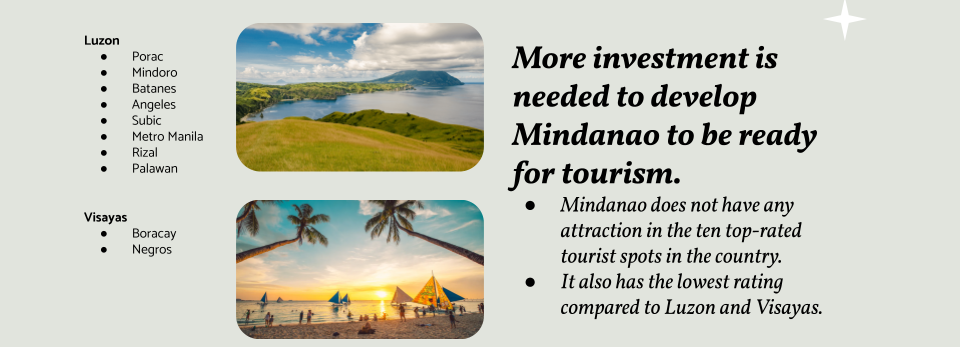 Luzon
● Porac
● Mindoro
● Batanes
● Angeles
● Subic
● Metro Manila
● Rizal
● Palawan
Visayas
● Boracay
● Negros
More investment is
needed to develop
Mindanao to be ready
for tourism.
● Mindanao does not have any
attraction in the ten top-rated
tourist spots in the country.
● It also has the lowest rating
compared to Luzon and Visayas.